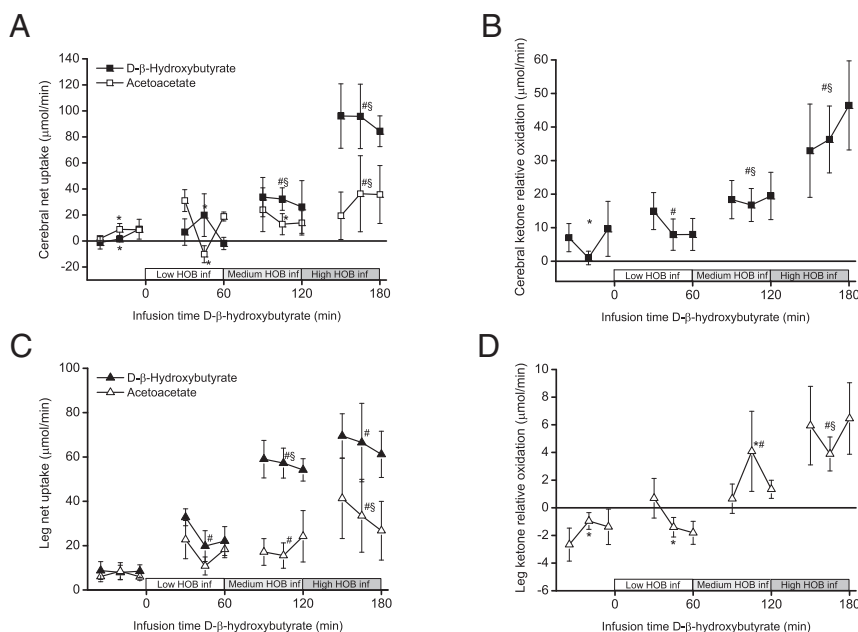 A
D-β-Hydroxybutyrate
Acetoacetate
Cerebral net uptake (μmol/min)
140
120
100
80
60
40
20
0
-20
*
*
*
*
#§
*
#§
#§
Low HOB inf
Medium HOB inf
High HOB inf
0
60
120
180
Infusion time D-β-hydroxybutyrate (min)
B
Cerebral ketone relative oxidation (μmol/min)
60
50
40
30
20
10
0
*
#
#§
#§
Low HOB inf
Medium HOB inf
High HOB inf
0
60
120
180
Infusion time D-β-hydroxybutyrate (min)
C
D-β-Hydroxybutyrate
Acetoacetate
Leg net uptake (μmol/min)
100
80
60
40
20
0
#
#§
#
#
#§
Low HOB inf
Medium HOB inf
High HOB inf
0
60
120
180
Infusion time D-β-hydroxybutyrate (min)
D
Leg ketone relative oxidation (μmol/min)
8
6
4
2
0
-2
-4
-6
*
*
*#
#§
Low HOB inf
Medium HOB inf
High HOB inf
0
60
120
180
Infusion time D-β-hydroxybutyrate (min)